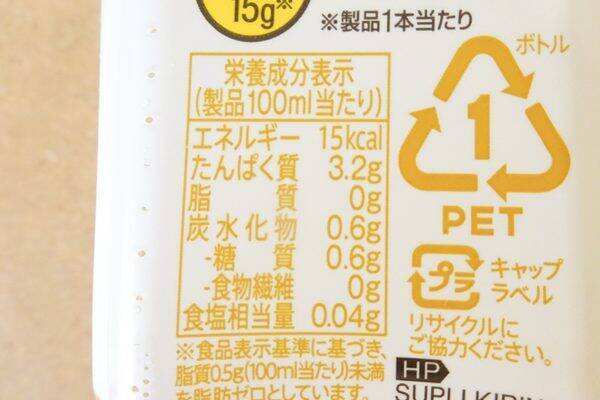 15g※
※製品1本当たり
栄養成分表示
(製品100ml当たり)
エネルギー 15kcal
たんぱく質 3.2g
脂質 0g
炭水化物 0.6g
-糖質 0.6g
-食物繊維 0g
食塩相当量 0.04g
※食品表示基準に基づき、
脂質0.5g(100ml当たり)未満
を脂肪ゼロとしています。
ボトル
1
PET
プラ
キャップ
ラベル
リサイクルに
ご協力ください。
HP
SUPLI KIRIN